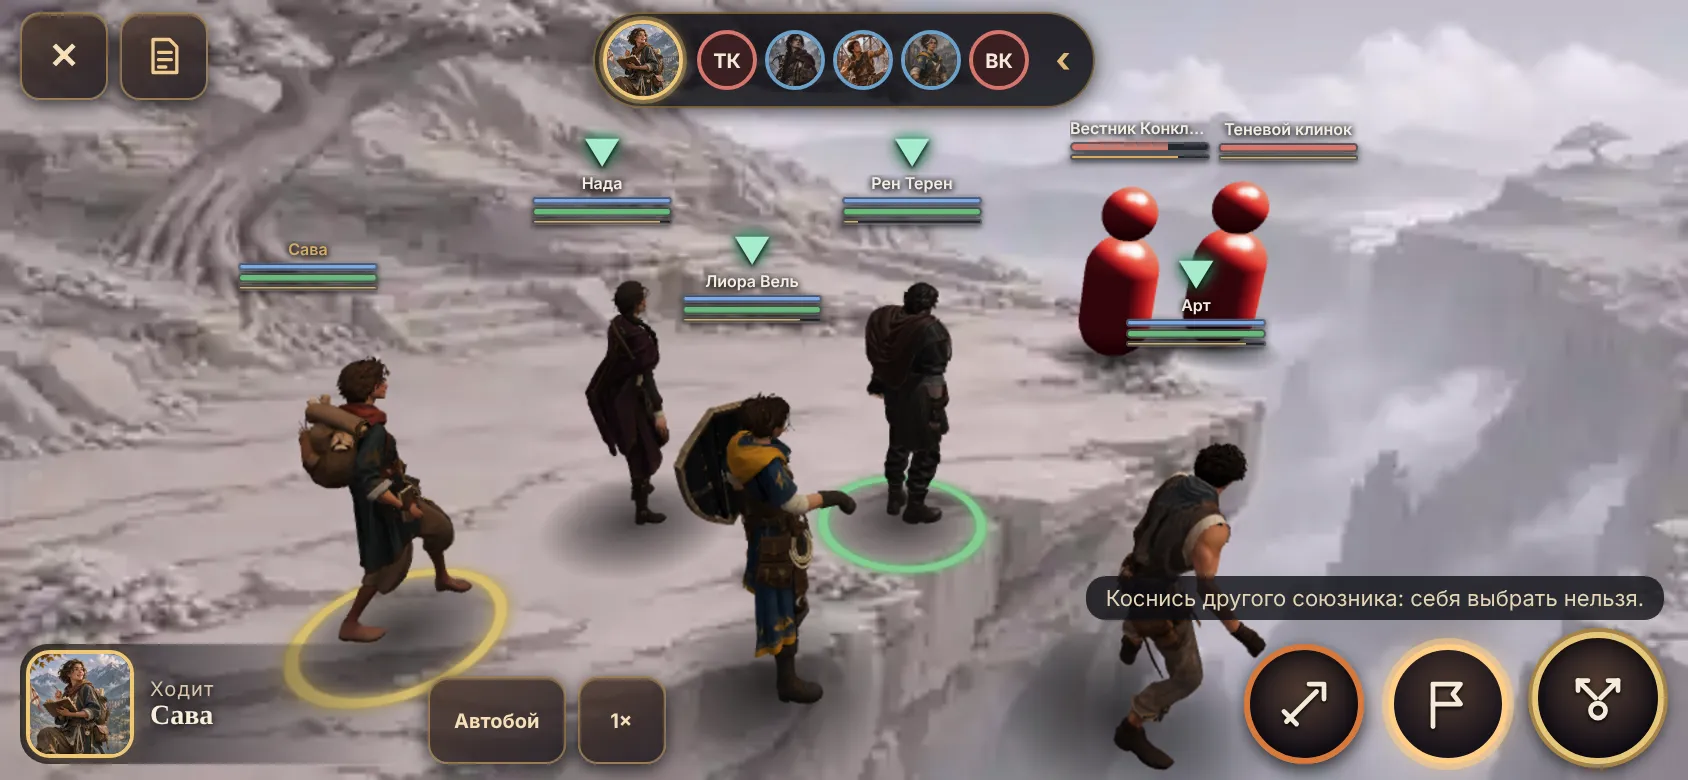 ТК
ВК
Вестник Конкл...
Теневой клинок
Нада
Рен Терен
Сава
Лиора Вель
Арт
Коснись другого союзника: себя выбрать нельзя.
Ходит
Сава
Автобой
1×